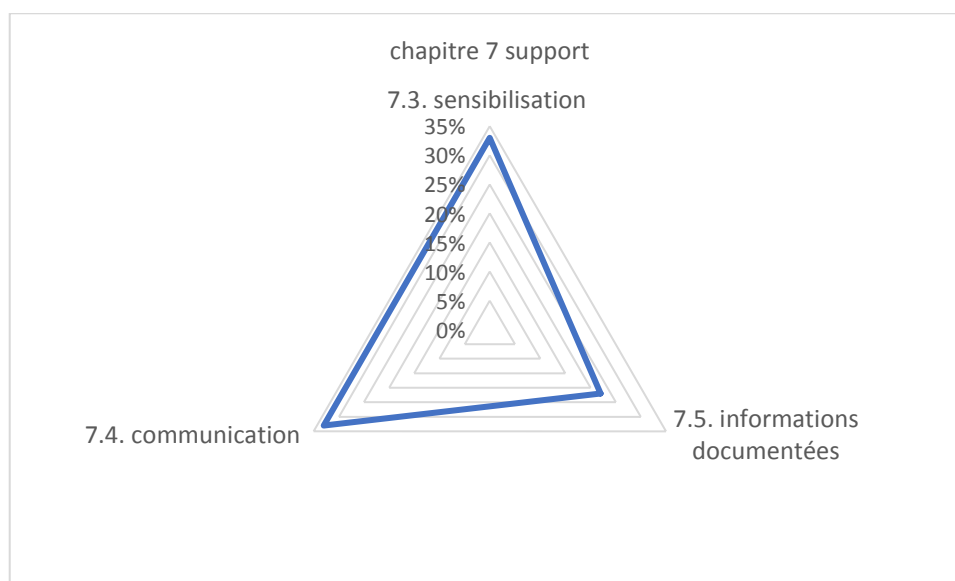 chapitre 7 support
7.3. sensibilisation
35%
30%
25%
20%
15%
10%
5%
0%
7.5. informations
documentées
7.4. communication